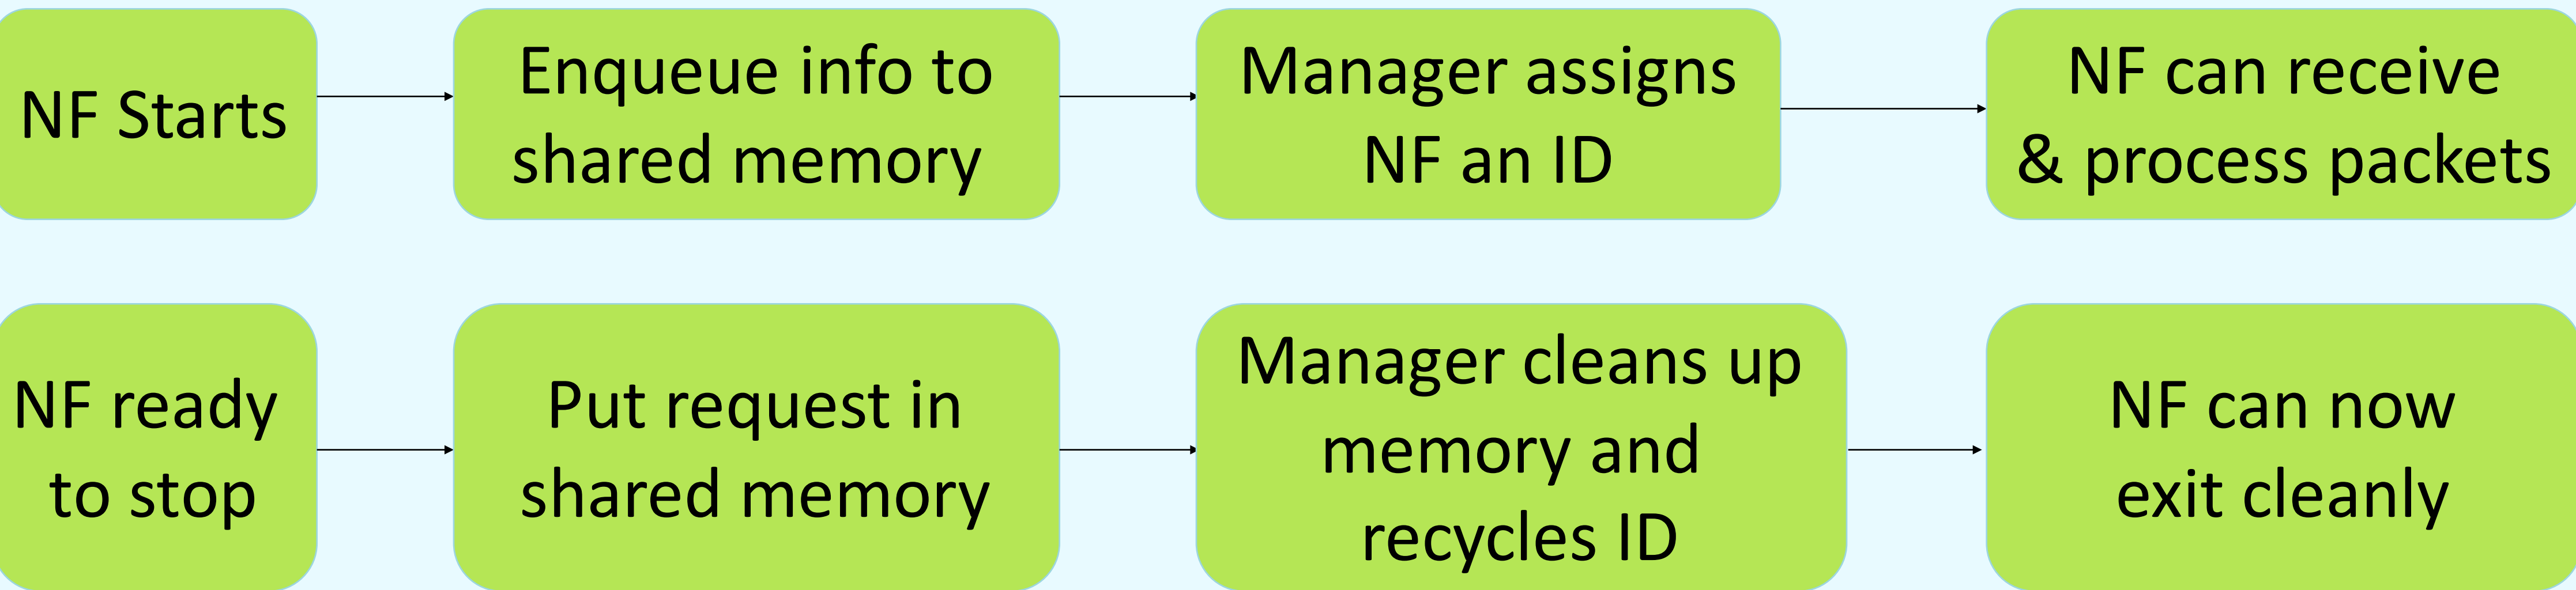 NF Starts
Enqueue info to
shared memory
Manager assigns
NF an ID
NF can receive
& process packets
NF ready
to stop
Put request in
shared memory
Manager cleans up
memory and
recycles ID
NF can now
exit cleanly